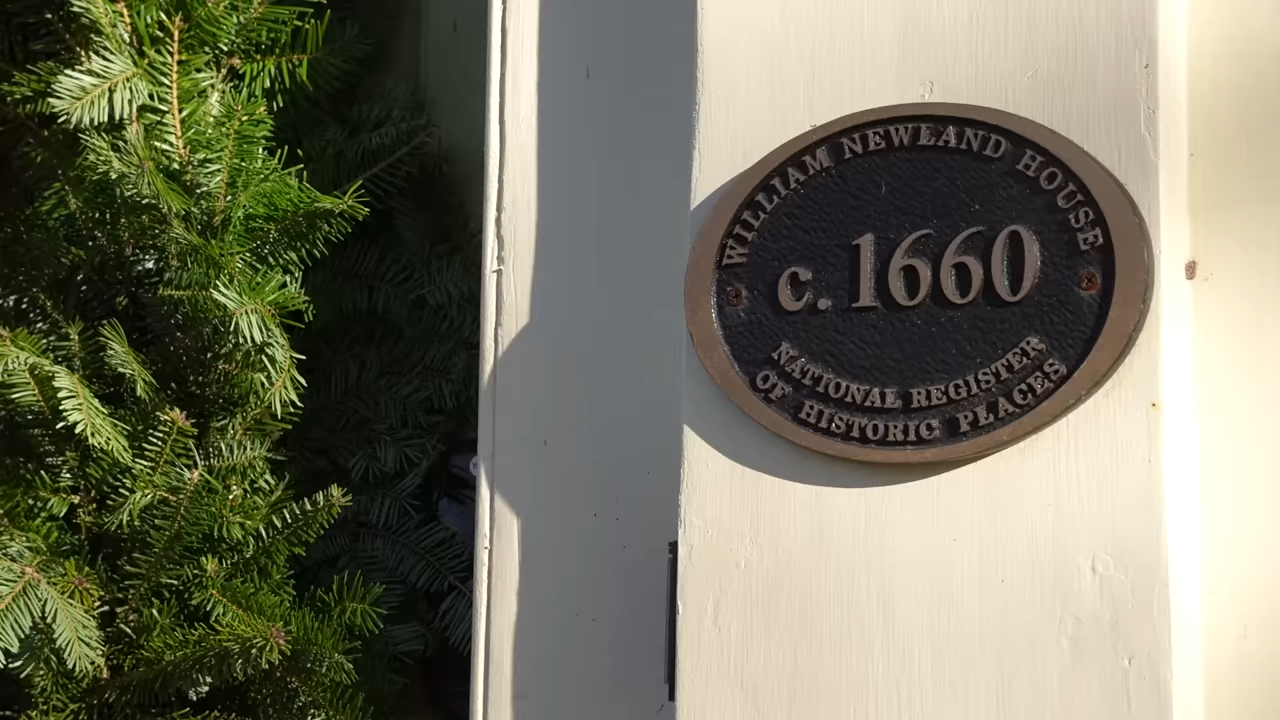 WILLIAM NEWLAND HOUSE
c. 1660
NATIONAL REGISTER
OF HISTORIC PLACES